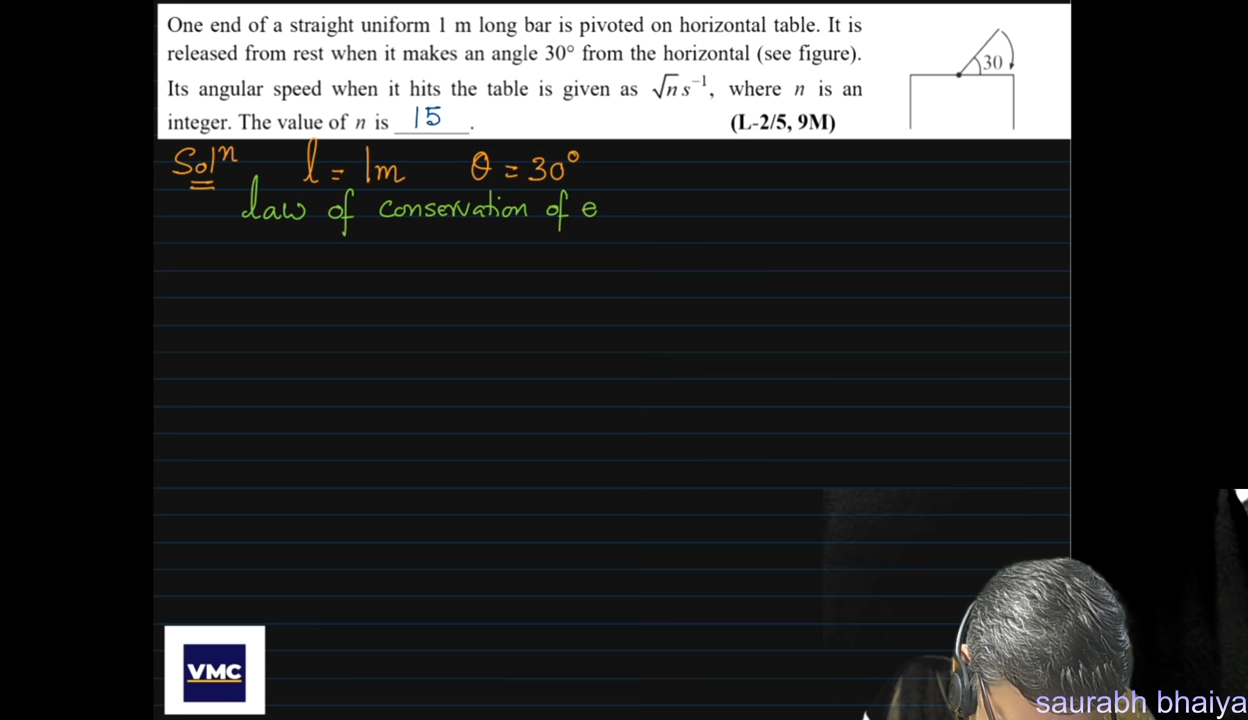 One end of a straight uniform 1 m long bar is pivoted on horizontal table. It is
released from rest when it makes an angle 30° from the horizontal (see figure).
Its angular speed when it hits the table is given as √n s⁻¹, where n is an
integer. The value of n is 15.
(L-2/5, 9M)
30
Solⁿ l = 1m θ = 30°
law of conservation of e
VMC
saurabh bhaiya